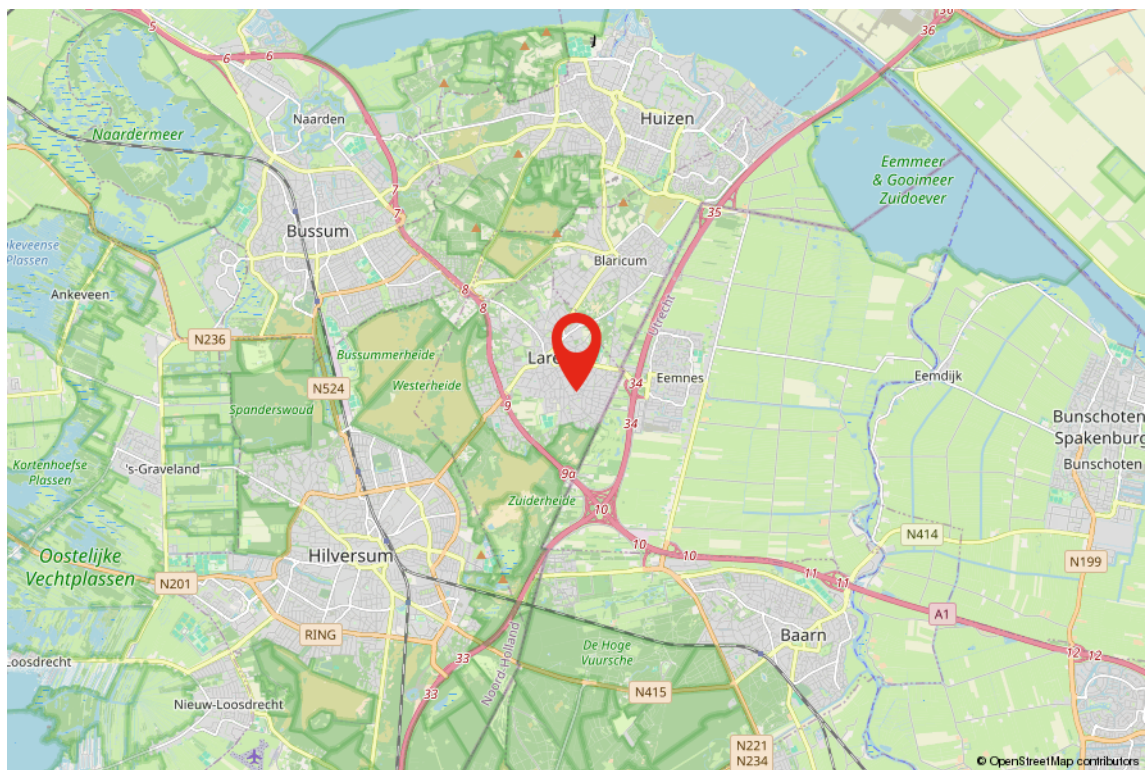 5
6
6
36
36
Naarden
Huizen
Naardermeer
Eemmeer
& Gooimeer
Zuidoever
7
7
35
Bussum
Ankeveense
Plassen
Blaricum
Ankeveen
8
8
Utrecht
N236
Bussummerheide
Westerheide
Lare
Eemnes
34
34
Eemdijk
N524
Spanderswoud
9
Bunschoten
Spakenburg
Bunschoten
Kortenhoefse
Plassen
's-Graveland
9a
Zuiderheide
10
10
10
N414
Oostelijke
Vechtplassen
Hilversum
N201
11
11
N199
A1
RING
Baarn
De Hoge
Vuursche
12
12
Loosdrecht
33
33
Noord-Holland
N415
Nieuw-Loosdrecht
N221
N234
© OpenStreetMap contributors